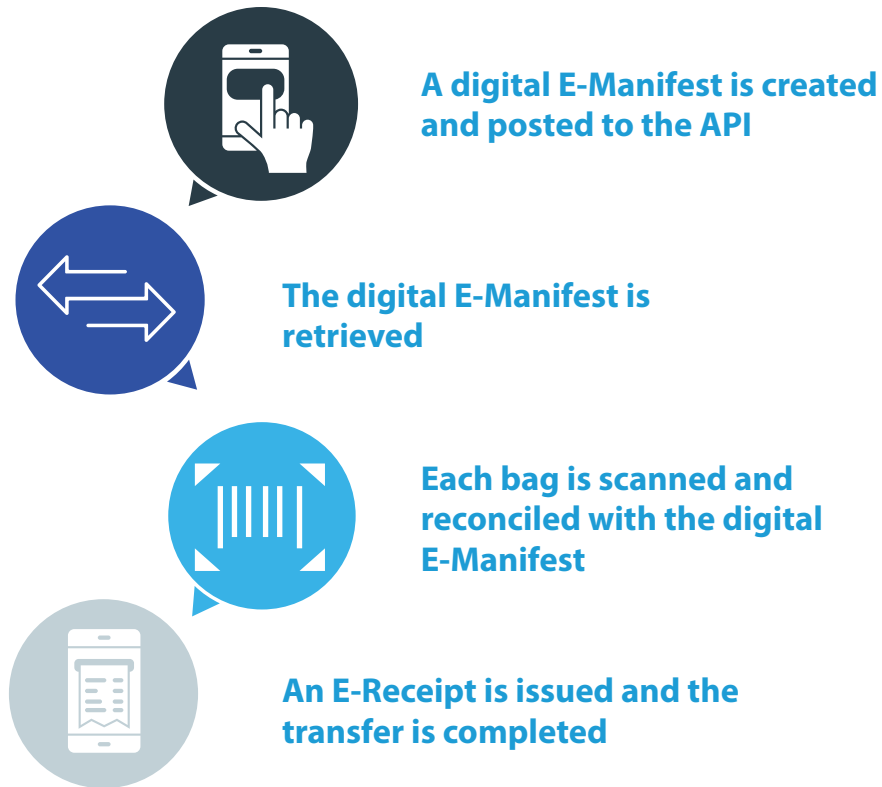 A digital E-Manifest is created
and posted to the API
The digital E-Manifest is
retrieved
Each bag is scanned and
reconciled with the digital
E-Manifest
An E-Receipt is issued and the
transfer is completed